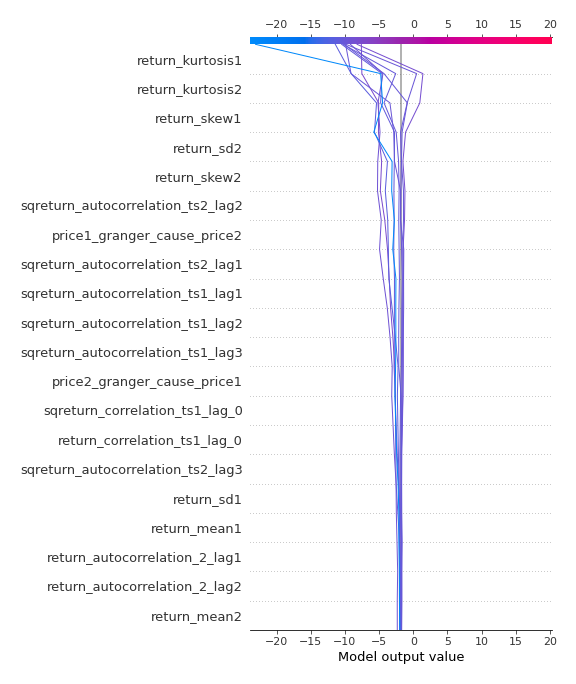 −20 −15 −10 −5 0 5 10 15 20
return_kurtosis1
return_kurtosis2
return_skew1
return_sd2
return_skew2
sqreturn_autocorrelation_ts2_lag2
price1_granger_cause_price2
sqreturn_autocorrelation_ts2_lag1
sqreturn_autocorrelation_ts1_lag1
sqreturn_autocorrelation_ts1_lag2
sqreturn_autocorrelation_ts1_lag3
price2_granger_cause_price1
sqreturn_correlation_ts1_lag_0
return_correlation_ts1_lag_0
sqreturn_autocorrelation_ts2_lag3
return_sd1
return_mean1
return_autocorrelation_2_lag1
return_autocorrelation_2_lag2
return_mean2
−20 −15 −10 −5 0 5 10 15 20
Model output value